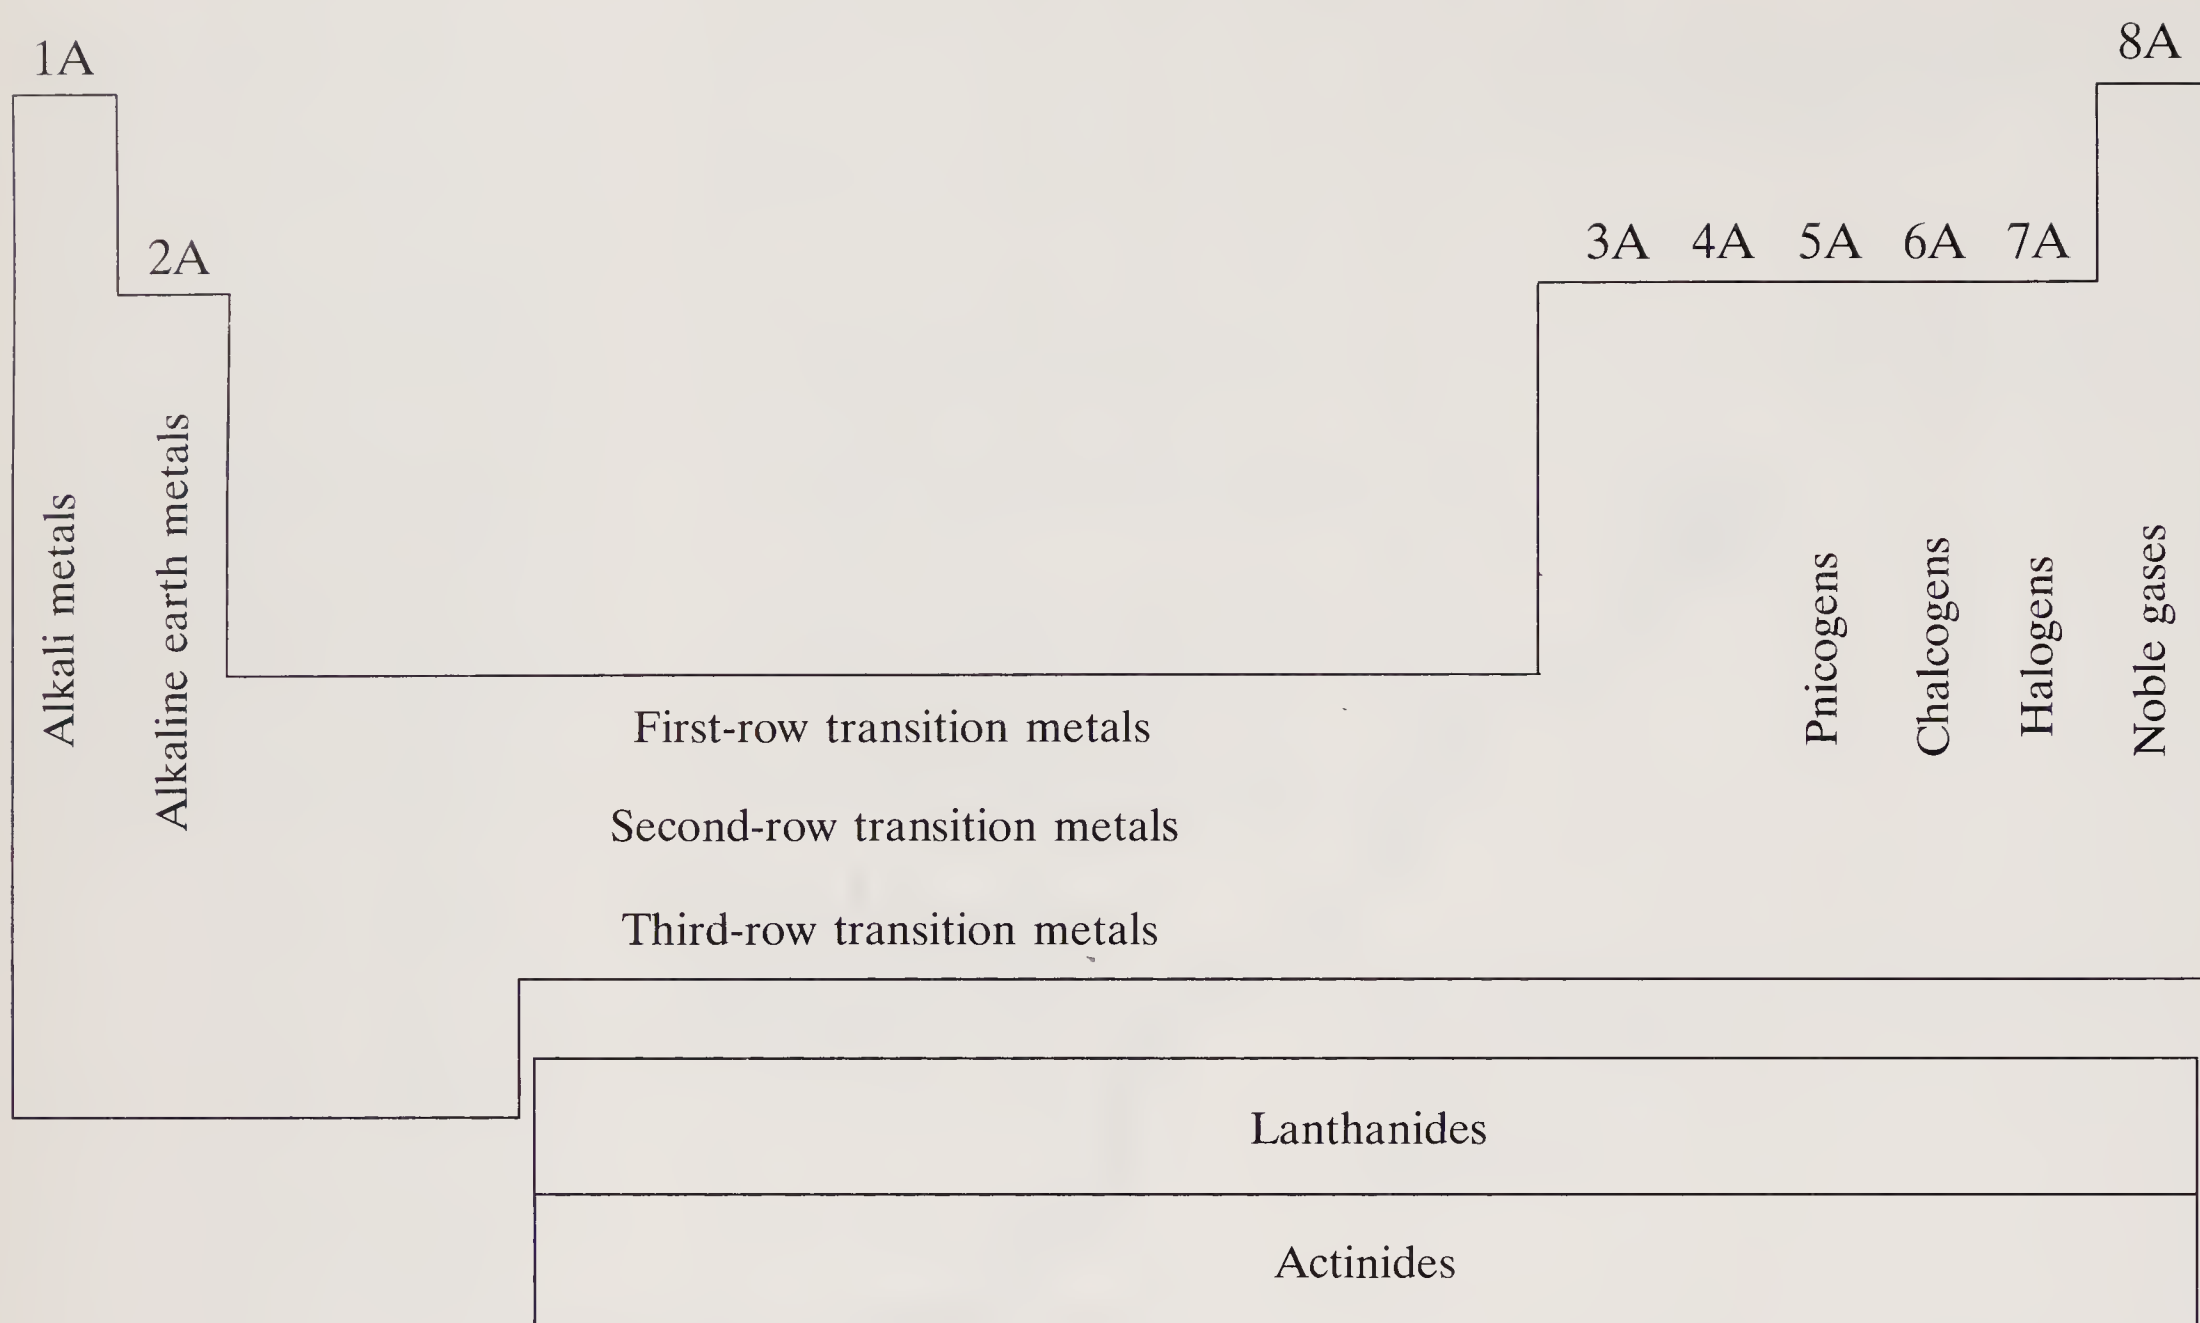 1A
8A
2A
3A 4A 5A 6A 7A
Alkali metals
Alkaline earth metals
Pnicogens
Chalcogens
Halogens
Noble gases
First-row transition metals
Second-row transition metals
Third-row transition metals
Lanthanides
Actinides